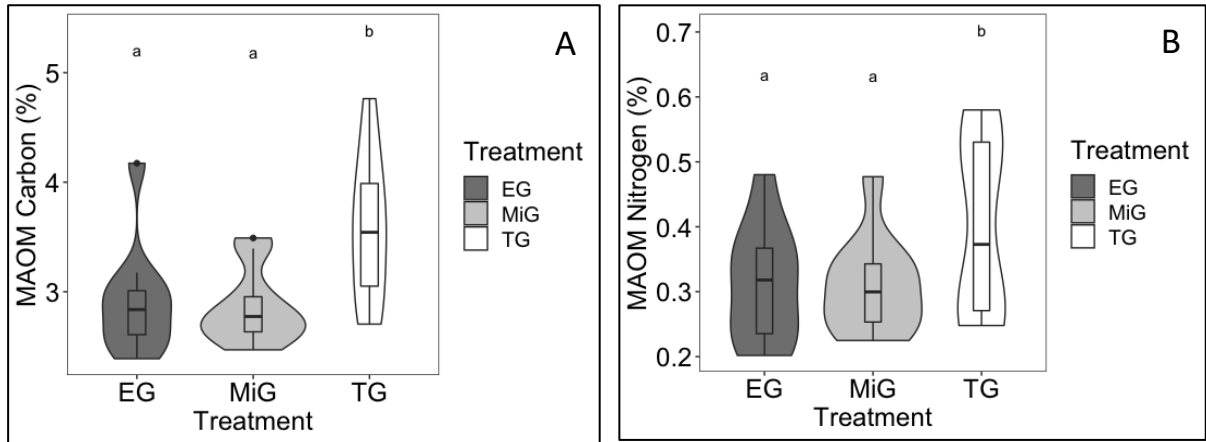 A
a
a
b
MAOM Carbon (%)
5
4
3
EG
MiG
TG
Treatment
Treatment
EG
MiG
TG
B
a
a
b
MAOM Nitrogen (%)
0.7
0.6
0.5
0.4
0.3
0.2
EG
MiG
TG
Treatment
Treatment
EG
MiG
TG